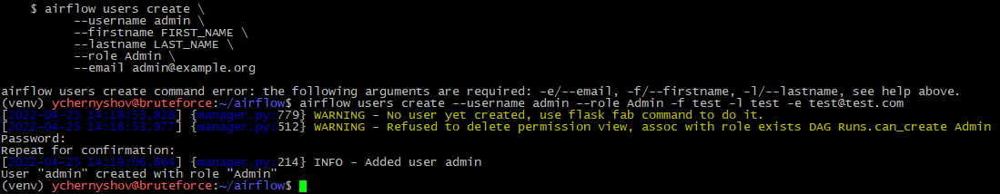 $ airflow users create \
--username admin \
--firstname FIRST_NAME \
--lastname LAST_NAME \
--role Admin \
--email admin@example.org
airflow users create command error: the following arguments are required: -e/--email, -f/--firstname, -l/--lastname, see help above.
(venv) ychernyshov@bruteforce:~/airflow$ airflow users create --username admin --role Admin -f test -l test -e test@test.com
[2022-04-25 14:18:53,828] {manager.py:779} WARNING - No user yet created, use flask fab command to do it.
[2022-04-25 14:18:53,977] {manager.py:512} WARNING - Refused to delete permission view, assoc with role exists DAG Runs.can_create Admin
Password:
Repeat for confirmation:
[2022-04-25 14:19:06,864] {manager.py:214} INFO - Added user admin
User "admin" created with role "Admin"
(venv) ychernyshov@bruteforce:~/airflow$